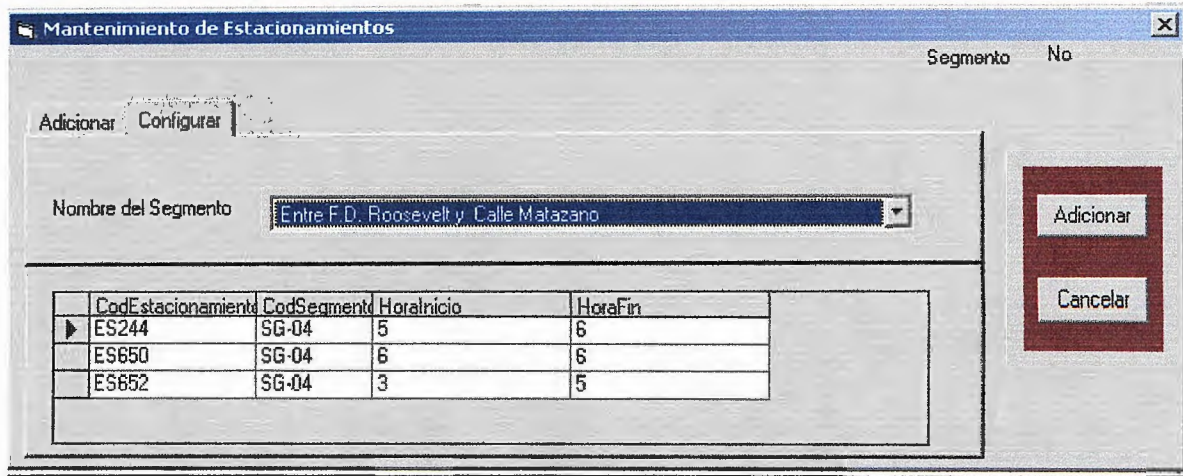 Mantenimiento de Estacionamientos
Segmento No
Adicionar Configurar
Nombre del Segmento Entre F.D. Roosevelt y Calle Matazano
Adicionar
Cancelar
CodEstacionamiento CodSegmento HoraInicio HoraFin
ES244 SG-04 5 6
ES650 SG-04 6 6
ES652 SG-04 3 5